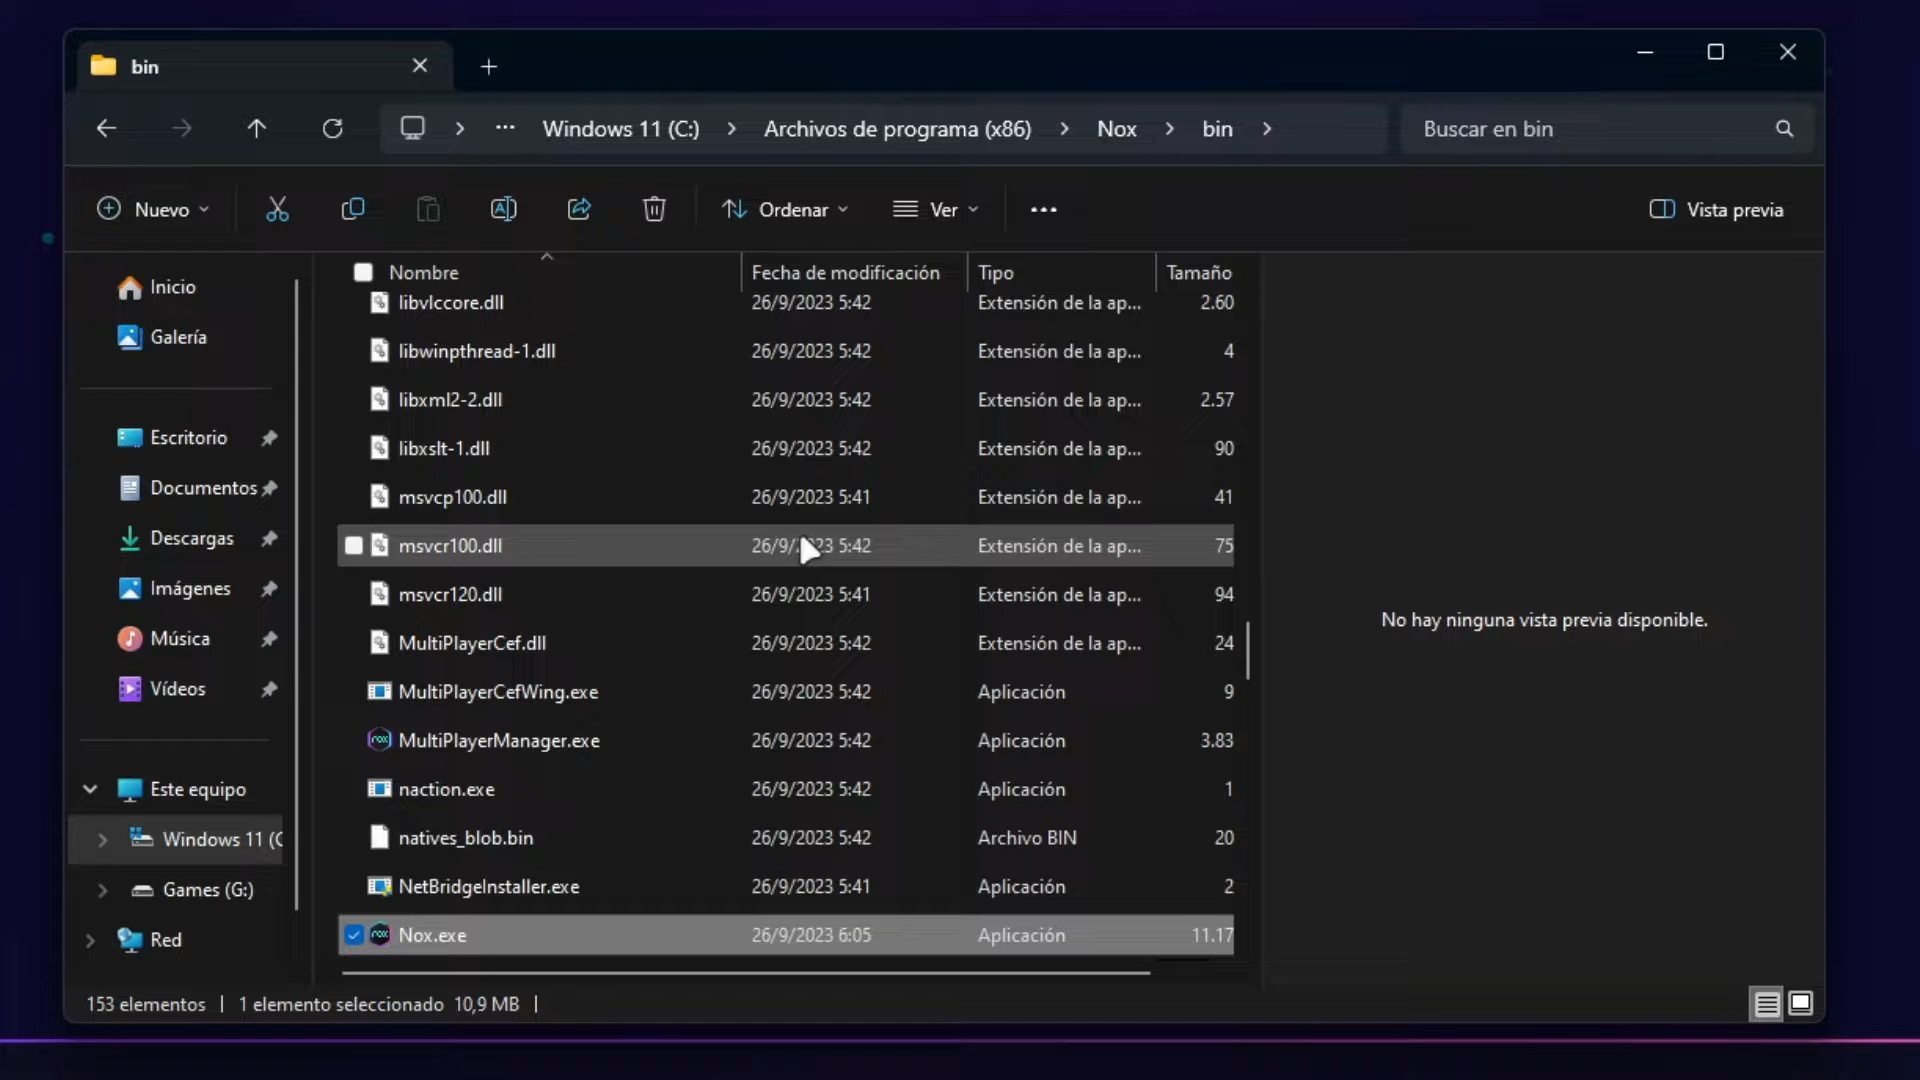 bin
Windows 11 (C:) Archivos de programa (x86) Nox bin Buscar en bin
Nuevo Ordenar Ver Vista previa
Nombre Fecha de modificación Tipo Tamaño
libvlccore.dll 26/9/2023 5:42 Extensión de la ap... 2.60
libwinpthread-1.dll 26/9/2023 5:42 Extensión de la ap... 4
libxml2-2.dll 26/9/2023 5:42 Extensión de la ap... 2.57
libxslt-1.dll 26/9/2023 5:42 Extensión de la ap... 90
msvcp100.dll 26/9/2023 5:41 Extensión de la ap... 41
msvcr100.dll 26/9/2023 5:42 Extensión de la ap... 75
msvcr120.dll 26/9/2023 5:41 Extensión de la ap... 94
MultiPlayerCef.dll 26/9/2023 5:42 Extensión de la ap... 24
MultiPlayerCefWing.exe 26/9/2023 5:42 Aplicación 9
MultiPlayerManager.exe 26/9/2023 5:42 Aplicación 3.83
naction.exe 26/9/2023 5:42 Aplicación 1
natives_blob.bin 26/9/2023 5:42 Archivo BIN 20
NetBridgeInstaller.exe 26/9/2023 5:41 Aplicación 2
Nox.exe 26/9/2023 6:05 Aplicación 11.17
Inicio
Galería
Escritorio
Documentos
Descargas
Imágenes
Música
Vídeos
Este equipo
Windows 11 (C
Games (G:)
Red
No hay ninguna vista previa disponible.
153 elementos | 1 elemento seleccionado 10,9 MB |